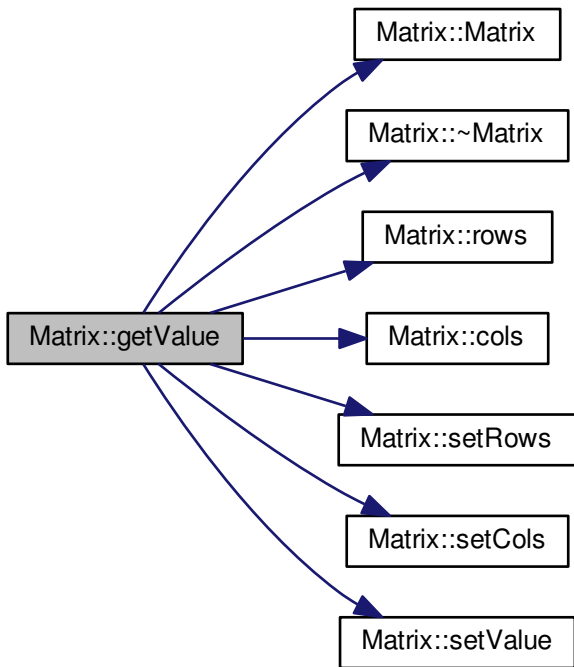 Matrix::Matrix
Matrix::~Matrix
Matrix::rows
Matrix::getValue
Matrix::cols
Matrix::setRows
Matrix::setCols
Matrix::setValue